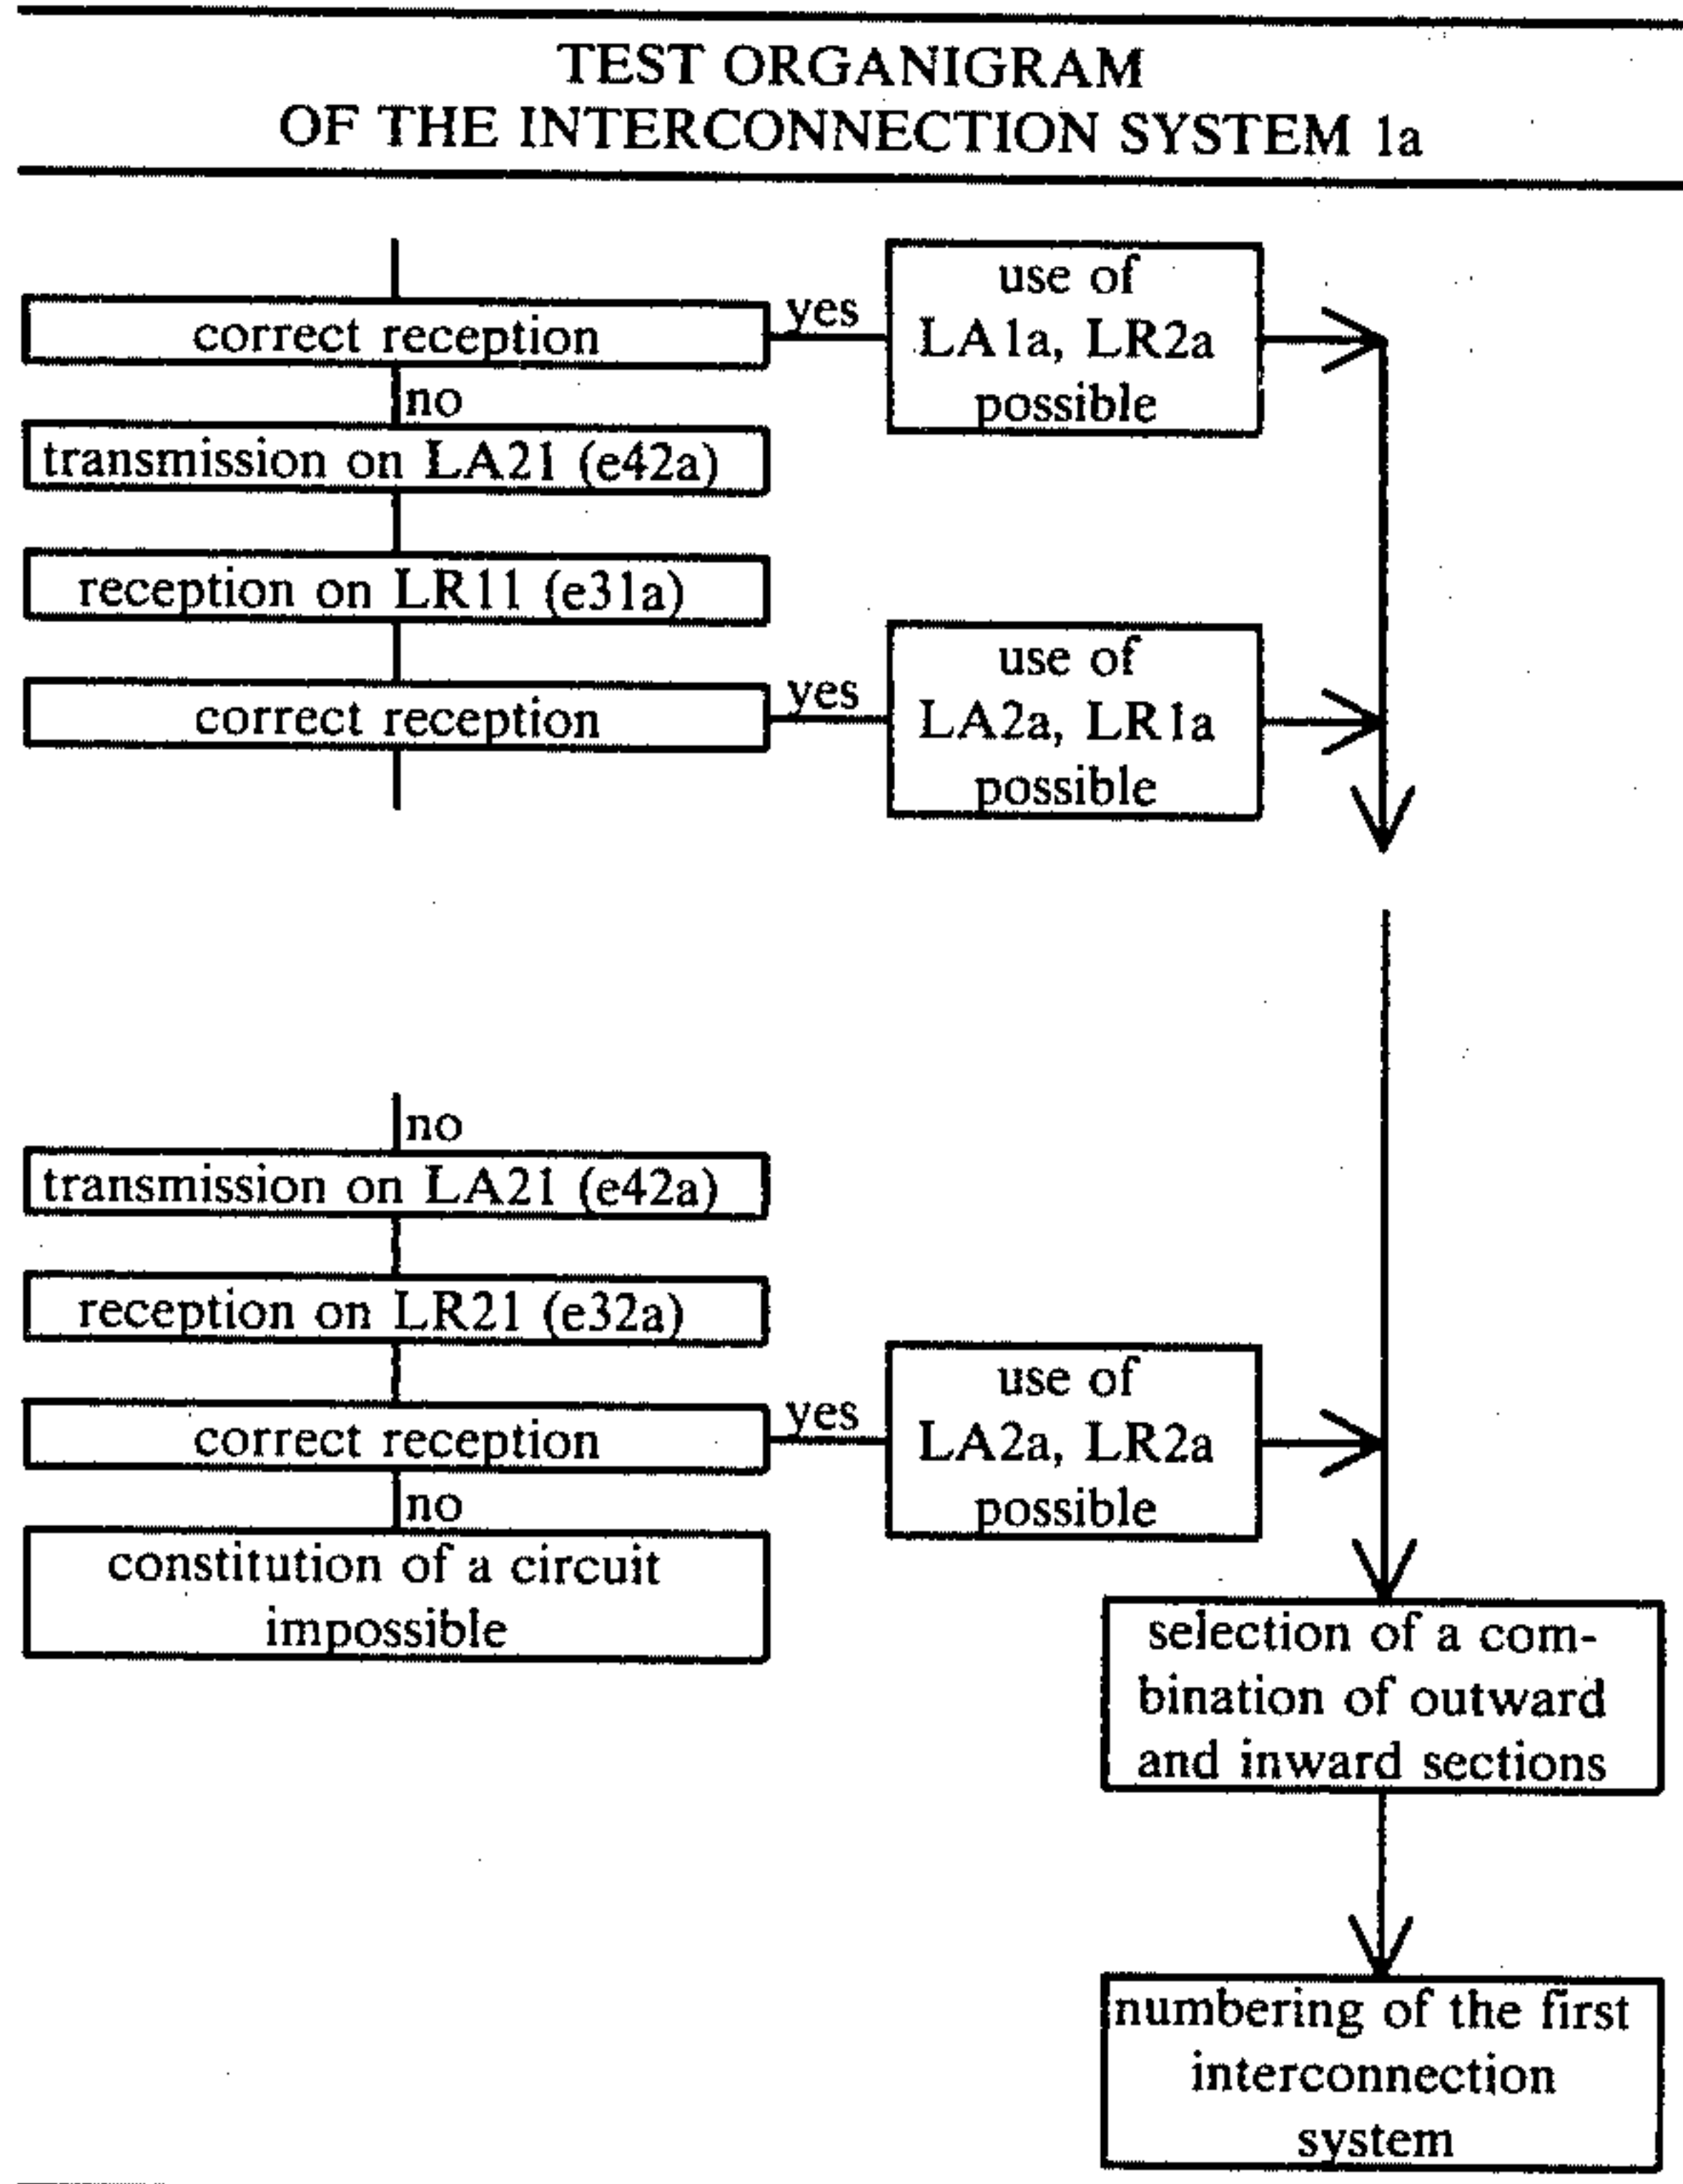 TEST ORGANIGRAM
OF THE INTERCONNECTION SYSTEM 1a
correct reception
yes
use of
LA1a, LR2a
possible
no
transmission on LA21 (e42a)
reception on LR11 (e31a)
correct reception
yes
use of
LA2a, LR1a
possible
no
transmission on LA21 (e42a)
reception on LR21 (e32a)
correct reception
yes
use of
LA2a, LR2a
possible
no
constitution of a circuit
impossible
selection of a com-
bination of outward
and inward sections
numbering of the first
interconnection
system